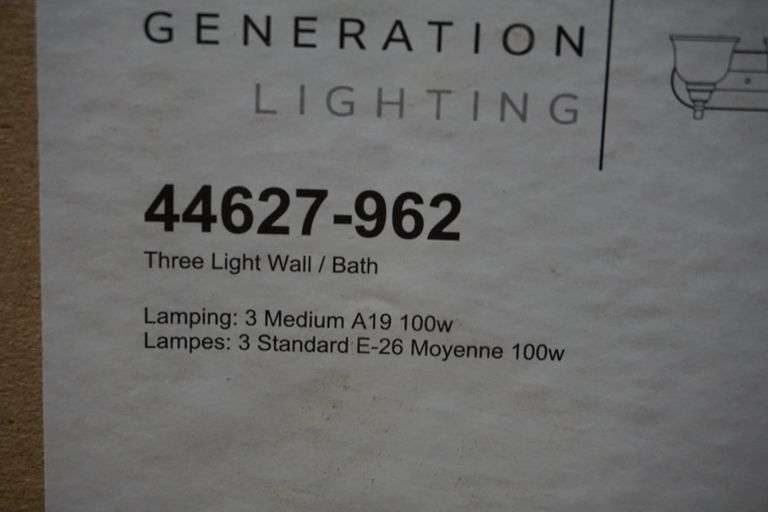 GENERATION
LIGHTING
44627-962
Three Light Wall / Bath
Lamping: 3 Medium A19 100w
Lampes: 3 Standard E-26 Moyenne 100w